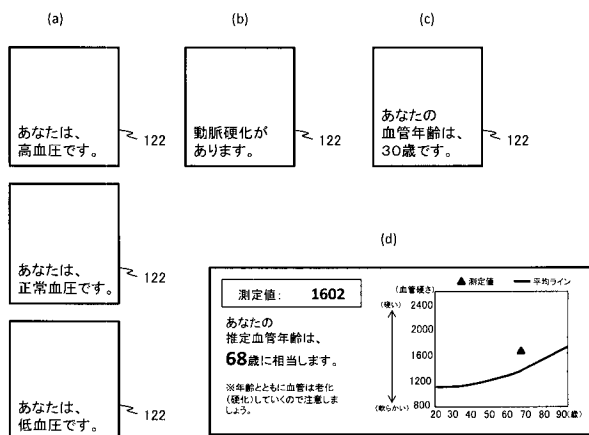 (a)
(b)
(c)
あなたは、
高血圧です。
122
動脈硬化が
あります。
122
あなたの
血管年齢は、
30歳です。
122
あなたは、
正常血圧です。
122
あなたは、
低血圧です。
122
(d)
測定値: 1602
あなたの
推定血管年齢は、
68歳に相当します。
※年齢とともに血管は老化
(硬化)していくので注意しま
しょう。
(血管硬さ)
▲ 測定値 平均ライン
(硬い)
(軟らかい)
2400
2000
1600
1200
800
20 30 40 50 60 70 80 90(歳)